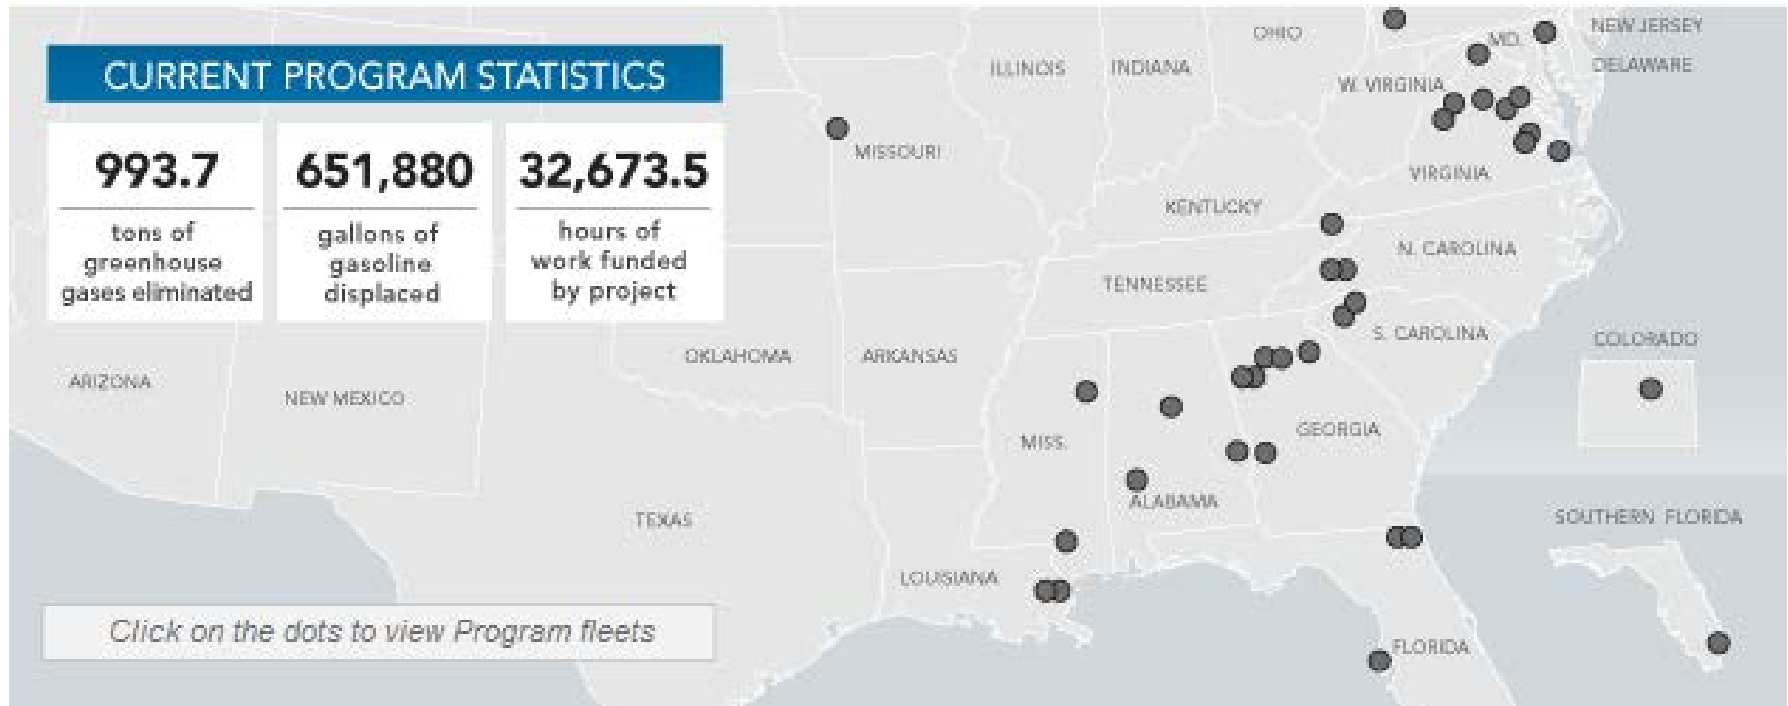 CURRENT PROGRAM STATISTICS
993.7
tons of
greenhouse
gases eliminated
651,880
gallons of
gasoline
displaced
32,673.5
hours of
work funded
by project
Click on the dots to view Program fleets
OHIO
MD.
NEW JERSEY
DELAWARE
ILLINOIS
INDIANA
W. VIRGINIA
MISSOURI
VIRGINIA
KENTUCKY
N. CAROLINA
TENNESSEE
S. CAROLINA
COLORADO
OKLAHOMA
ARKANSAS
ARIZONA
NEW MEXICO
MISS.
GEORGIA
ALABAMA
TEXAS
SOUTHERN FLORIDA
LOUISIANA
FLORIDA